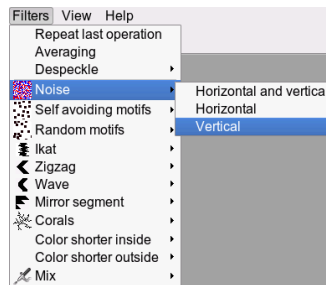 Filters View Help
Repeat last operation
Averaging
Despeckle
Noise
Self avoiding motifs
Random motifs
Ikat
Zigzag
Wave
Mirror segment
Corals
Color shorter inside
Color shorter outside
Mix
Horizontal and vertica
Horizontal
Vertical